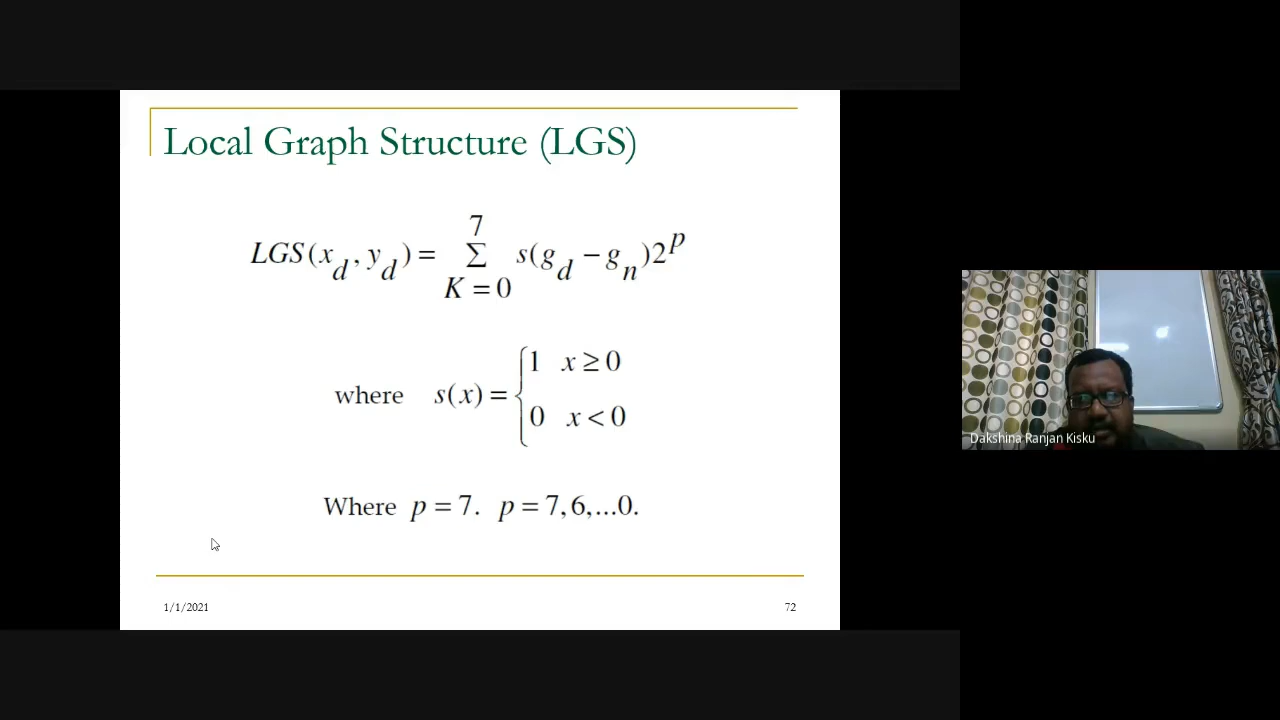 Local Graph Structure (LGS)
LGS(x_d, y_d) = \sum_{K=0}^{7} s(g_d − g_n)2^p
where s(x) = { 1 x ≥ 0
0 x < 0
Where p = 7. p = 7, 6, ...0.
1/1/2021
72
Dakshina Ranjan Kisku